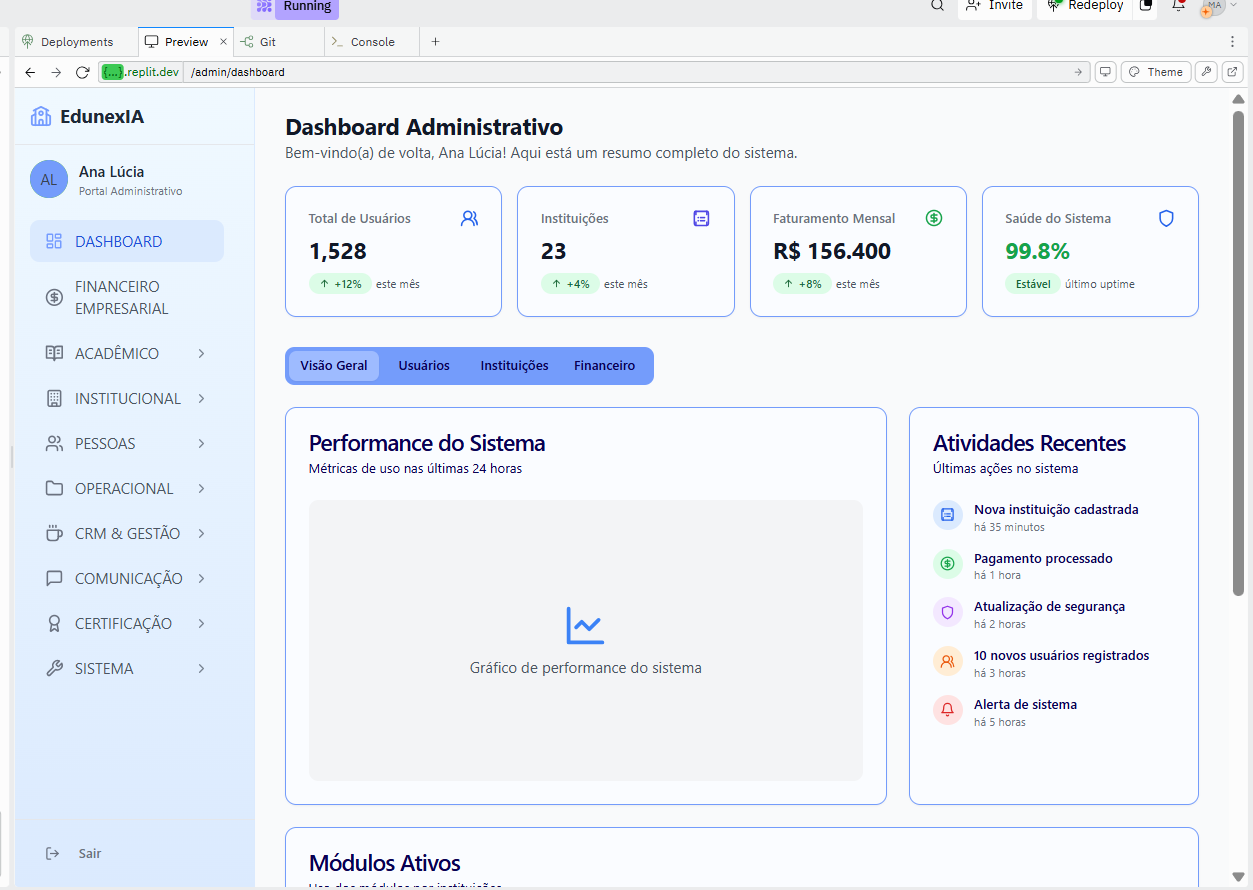 Running
Invite
Redeploy
MA
Deployments
Preview
Git
Console
{...}.replit.dev
/admin/dashboard
Theme
EdunexIA
AL
Ana Lúcia
Portal Administrativo
DASHBOARD
FINANCEIRO
EMPRESARIAL
ACADÊMICO
INSTITUCIONAL
PESSOAS
OPERACIONAL
CRM & GESTÃO
COMUNICAÇÃO
CERTIFICAÇÃO
SISTEMA
Sair
Dashboard Administrativo
Bem-vindo(a) de volta, Ana Lúcia! Aqui está um resumo completo do sistema.
Total de Usuários
1,528
+12% este mês
Instituições
23
+4% este mês
Faturamento Mensal
R$ 156.400
+8% este mês
Saúde do Sistema
99.8%
Estável último uptime
Visão Geral Usuários Instituições Financeiro
Performance do Sistema
Métricas de uso nas últimas 24 horas
Gráfico de performance do sistema
Atividades Recentes
Últimas ações no sistema
Nova instituição cadastrada
há 35 minutos
Pagamento processado
há 1 hora
Atualização de segurança
há 2 horas
10 novos usuários registrados
há 3 horas
Alerta de sistema
há 5 horas
Módulos Ativos
Uso dos módulos por instituições